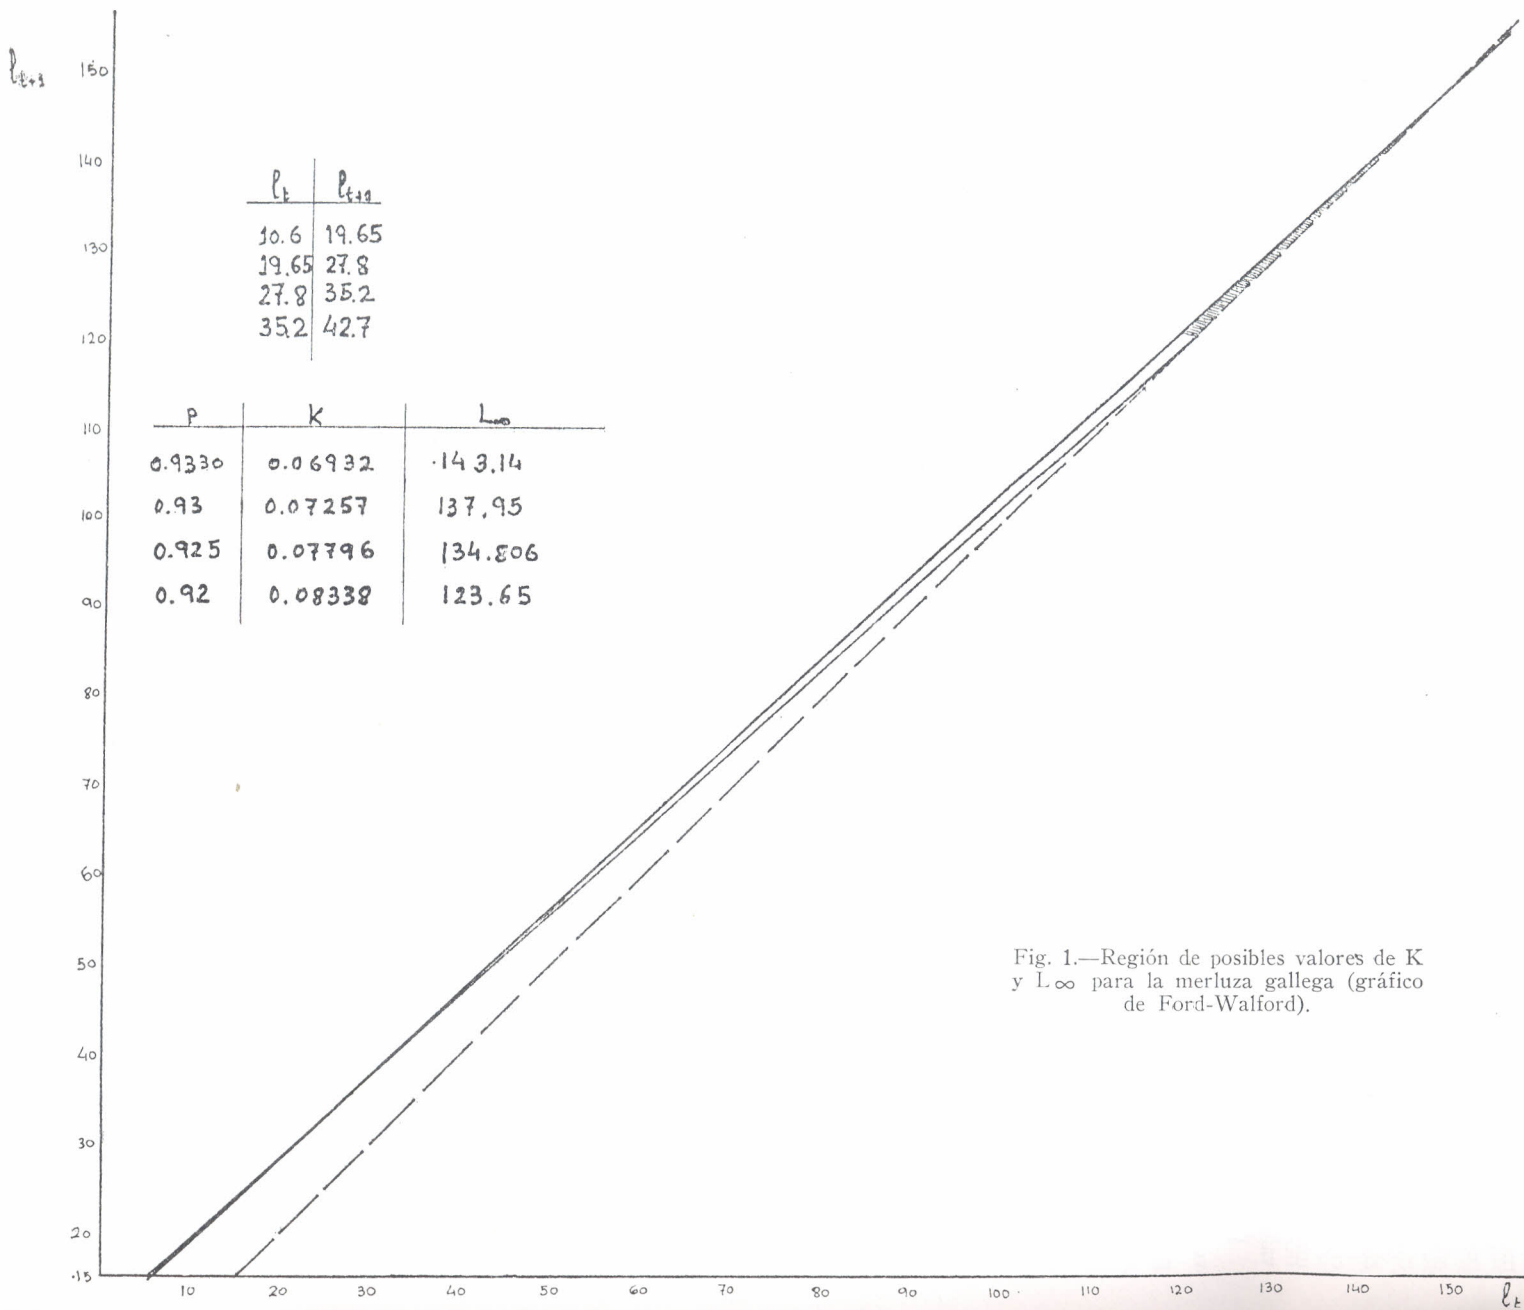 l_t+1
150
140
l_t l_t+1
10.6 19.65
130
19.65 27.8
27.8 35.2
35.2 42.7
120
P K L∞
110
0.9330 0.06932 143.14
0.93 0.07257 137.95
100
0.925 0.07796 134.806
0.92 0.08338 123.65
90
80
70
60
50
Fig. 1.—Región de posibles valores de K
y L∞ para la merluza gallega (gráfico
de Ford-Walford).
40
30
20
15
10 20 30 40 50 60 70 80 90 100 110 120 130 140 150 l_t